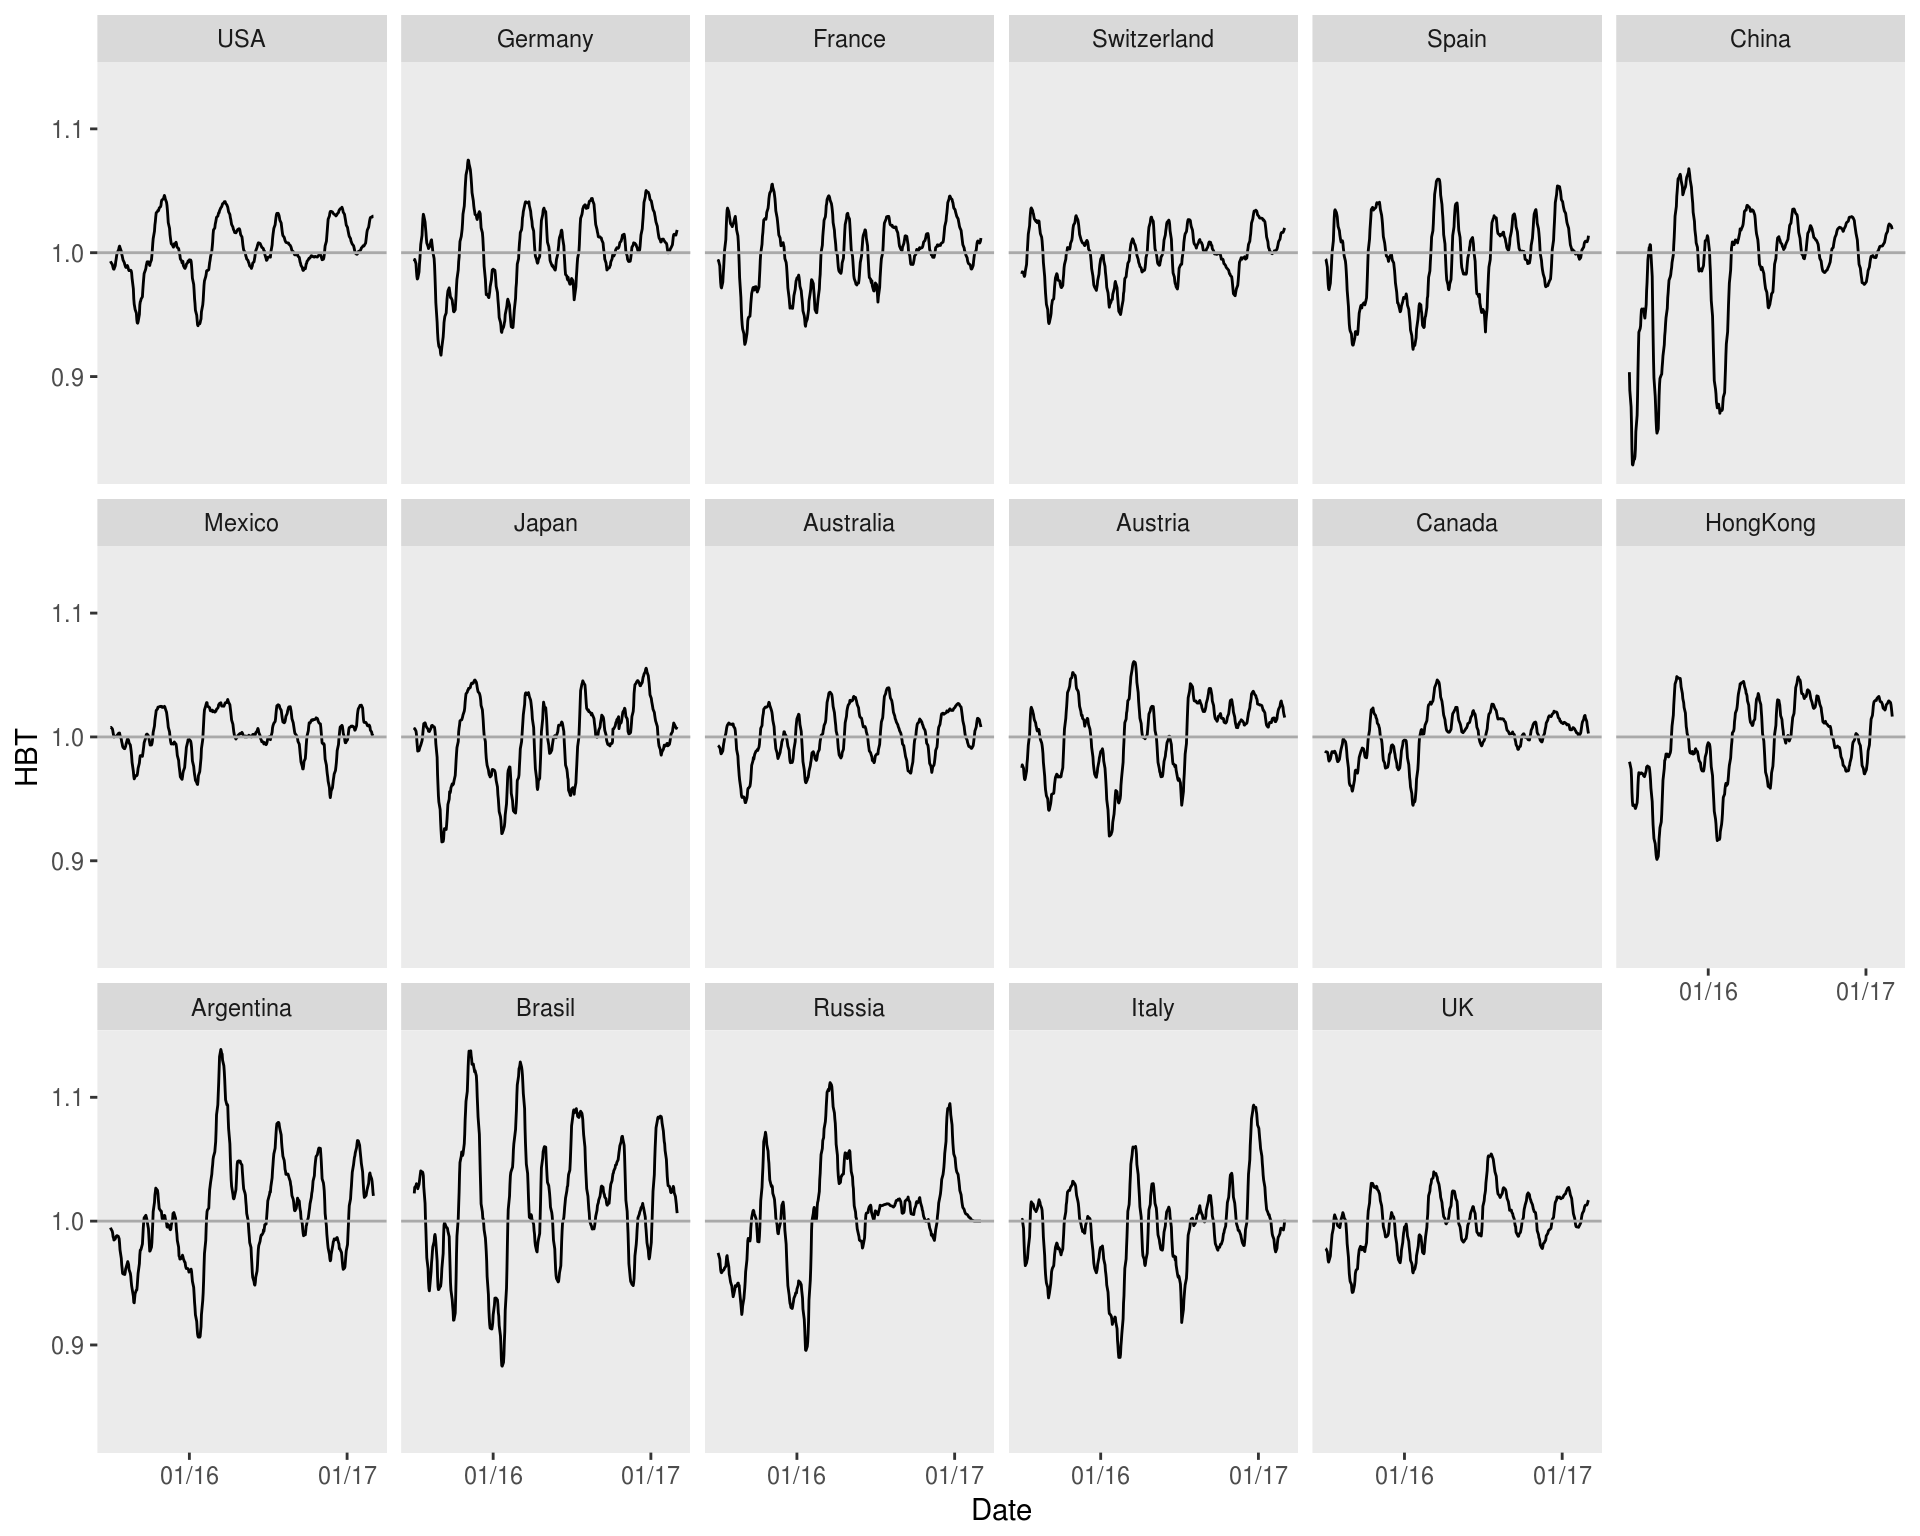 USA Germany France Switzerland Spain China
1.1
1.0
0.9
Mexico Japan Australia Austria Canada HongKong
1.1
HBT
1.0
0.9
01/16 01/17
Argentina Brasil Russia Italy UK
1.1
1.0
0.9
01/16 01/17 01/16 01/17 01/16 01/17 01/16 01/17 01/16 01/17
Date